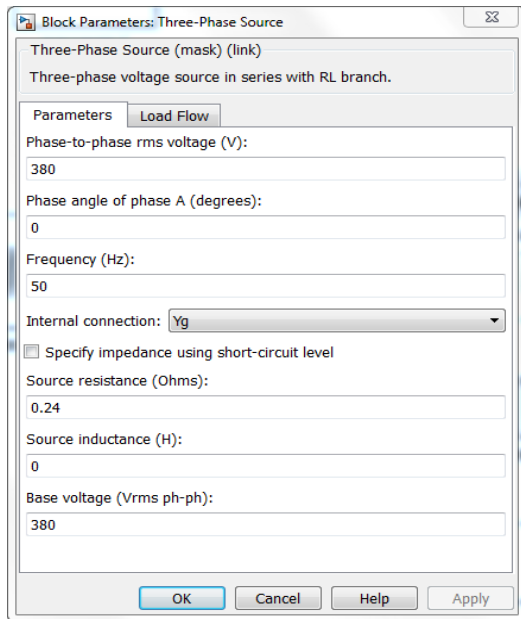 Block Parameters: Three-Phase Source
Three-Phase Source (mask) (link)
Three-phase voltage source in series with RL branch.
Parameters Load Flow
Phase-to-phase rms voltage (V):
380
Phase angle of phase A (degrees):
0
Frequency (Hz):
50
Internal connection: Yg
Specify impedance using short-circuit level
Source resistance (Ohms):
0.24
Source inductance (H):
0
Base voltage (Vrms ph-ph):
380
OK Cancel Help Apply